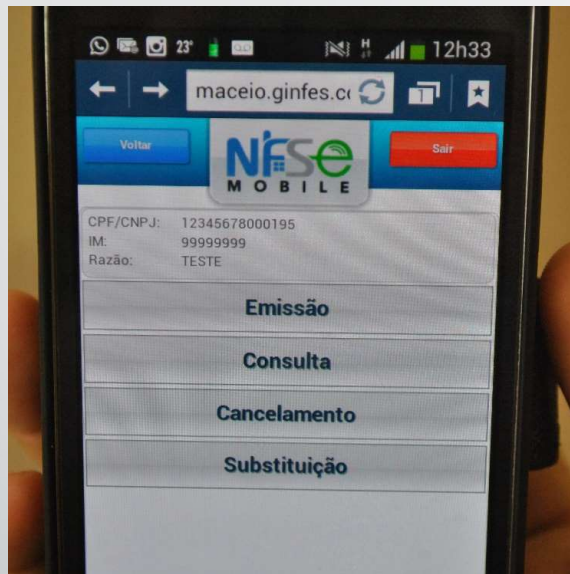 23° 12h33
maceio.ginfes.c
1
Voltar
NFSe
MOBILE
Sair
CPF/CNPJ: 12345678000195
IM: 99999999
Razão: TESTE
Emissão
Consulta
Cancelamento
Substituição